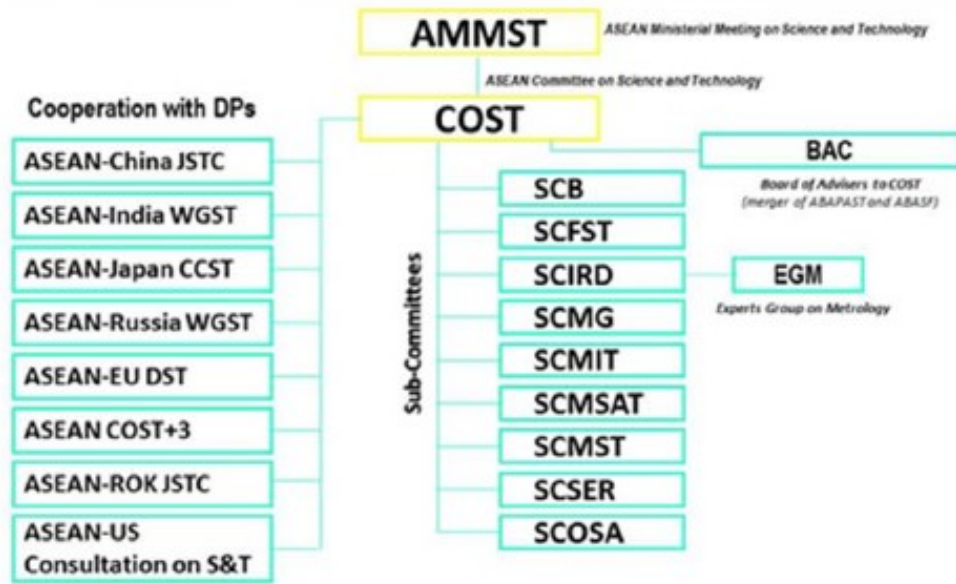 AMMST
ASEAN Ministerial Meeting on Science and Technology
ASEAN Committee on Science and Technology
COST
Cooperation with DPs
ASEAN-China JSTC
ASEAN-India WGST
ASEAN-Japan CCST
ASEAN-Russia WGST
ASEAN-EU DST
ASEAN COST+3
ASEAN-ROK JSTC
ASEAN-US
Consultation on S&T
Sub-Committees
SCB
SCFST
SCIRD
SCMG
SCMIT
SCMSAT
SCMST
SCSER
SCOSA
BAC
Board of Advisers to COST
(merger of ABAPAST and ABASF)
EGM
Experts Group on Metrology